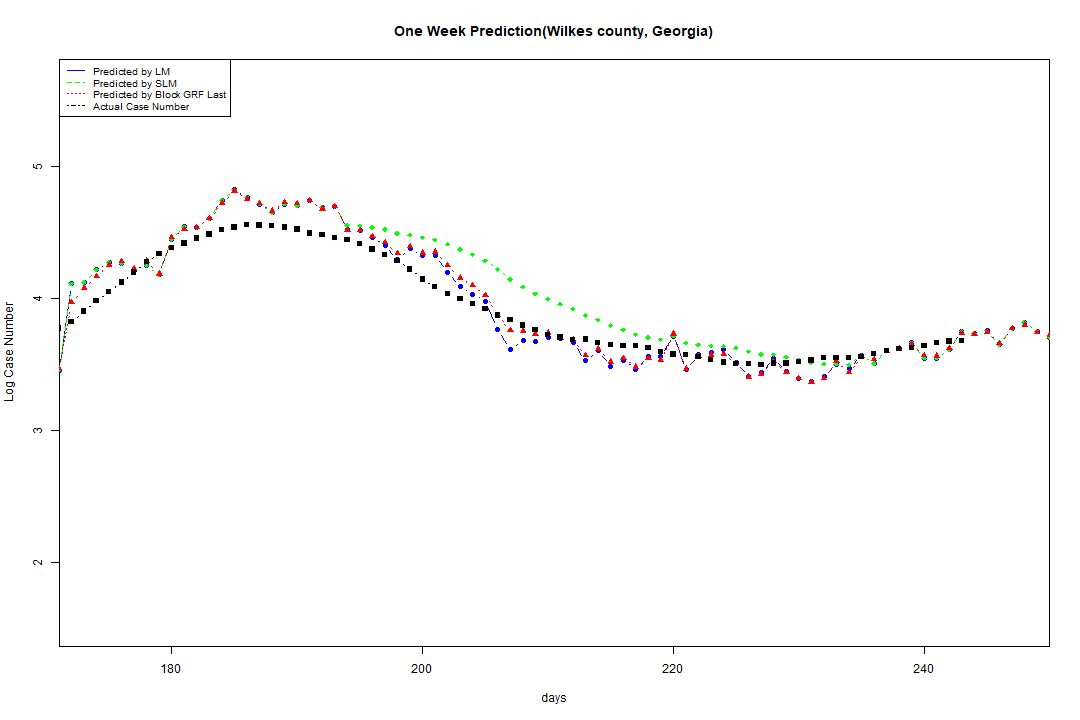 One Week Prediction(Wilkes county, Georgia)
Predicted by LM
Predicted by SLM
Predicted by Block GRF Last
Actual Case Number
5
4
3
2
Log Case Number
180 200 220 240
days